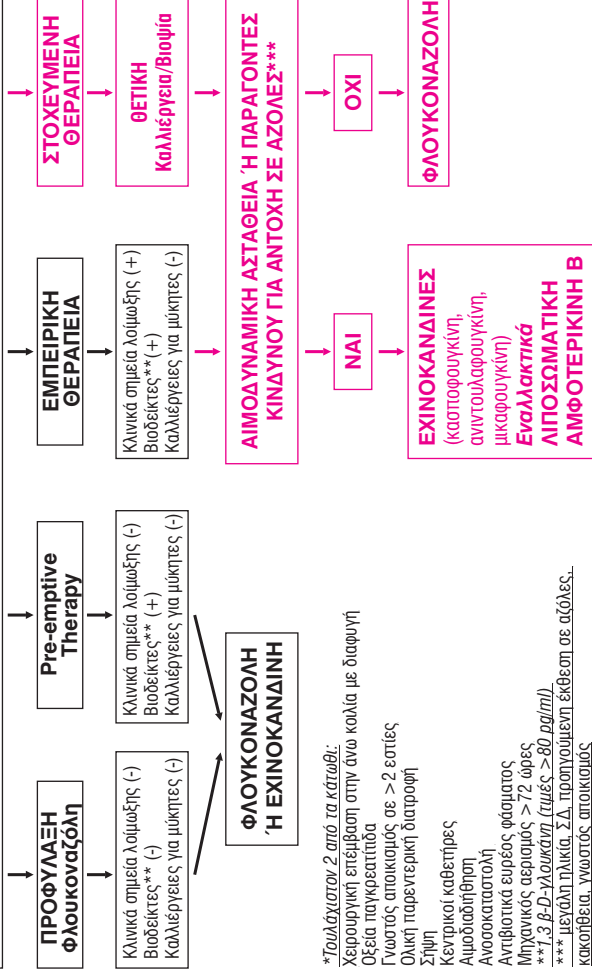 ΠΡΟΦΥΛΑΞΗ
Φλουκοναζόλη
Κλινικά σημεία λοίμωξης (-)
Βιοδείκτες** (-)
Καλλιέργειες για μύκητες (-)
Pre-emptive
Therapy
Κλινικά σημεία λοίμωξης (-)
Βιοδείκτες** (+)
Καλλιέργειες για μύκητες (-)
ΦΛΟΥΚΟΝΑΖΟΛΗ
Ή ΕΧΙΝΟΚΑΝΔΙΝΗ
ΕΜΠΕΙΡΙΚΗ
ΘΕΡΑΠΕΙΑ
Κλινικά σημεία λοίμωξης (+)
Βιοδείκτες**(+)
Καλλιέργειες για μύκητες (-)
ΣΤΟΧΕΥΜΕΝΗ
ΘΕΡΑΠΕΙΑ
ΘΕΤΙΚΗ
Καλλιέργεια/Βιοψία
ΑΙΜΟΔΥΝΑΜΙΚΗ ΑΣΤΑΘΕΙΑ Ή ΠΑΡΑΓΟΝΤΕΣ
ΚΙΝΔΥΝΟΥ ΓΙΑ ΑΝΤΟΧΗ ΣΕ ΑΖΟΛΕΣ***
ΝΑΙ
ΟΧΙ
ΕΧΙΝΟΚΑΝΔΙΝΕΣ
(κασποφουγκίνη,
ανιντουλαφουγκίνη,
μικαφουγκίνη)
Εναλλακτικά
ΛΙΠΟΣΩΜΑΤΙΚΗ
ΑΜΦΟΤΕΡΙΚΙΝΗ Β
ΦΛΟΥΚΟΝΑΖΟΛΗ
*Τουλάχιστον 2 από τα κάτωθι:
Χειρουργική επέμβαση στην άνω κοιλία με διαφυγή
Οξεία παγκρεατίτιδα
Γνωστός αποικισμός σε >2 εστίες
Ολική παρεντερική διατροφή
Σήψη
Κεντρικοί καθετήρες
Αιμοδιαδιήθηση
Ανοσοκαταστολή
Αντιβιοτικά ευρέος φάσματος
Μηχανικός αερισμός >72 ώρες
**1,3 β-D-γλουκάνη (τιμές >80 pg/ml)
*** μεγάλη ηλικία, ΣΔ, προηγούμενη έκθεση σε αζόλες,
κακοήθεια, γνωστός αποικισμός